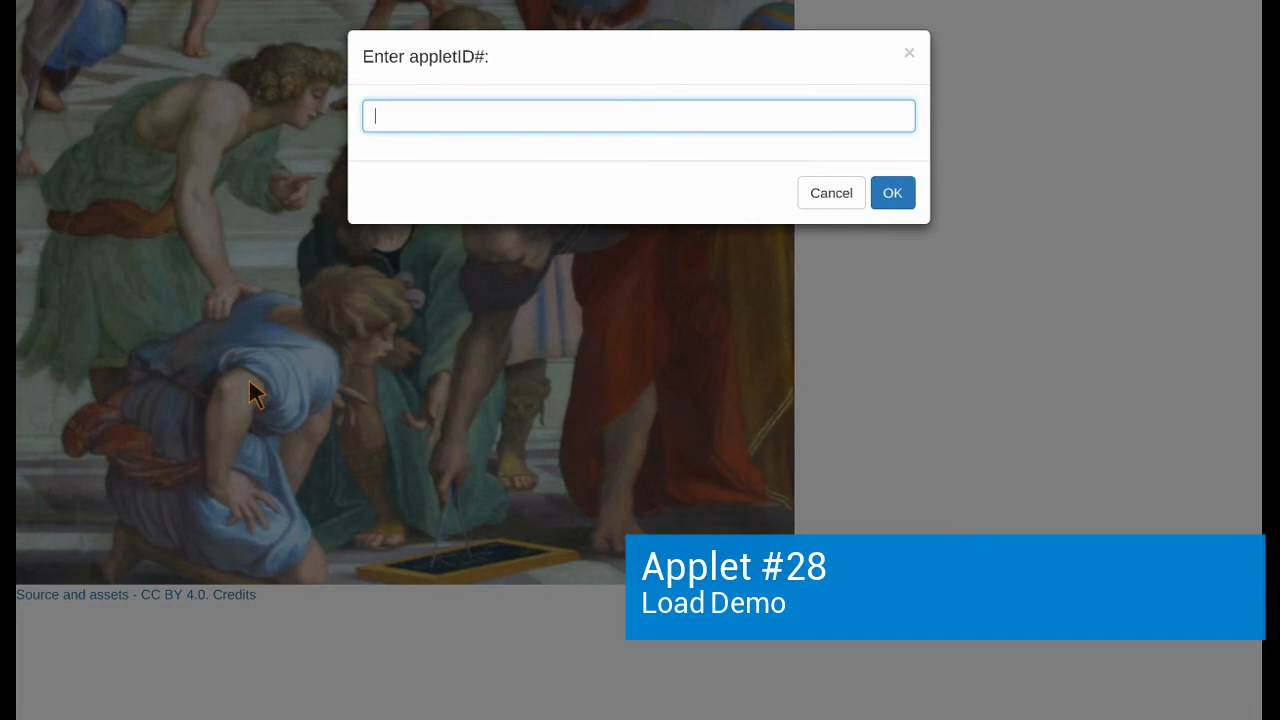 Enter appletID#:
×
Cancel
OK
Applet #28
Load Demo
Source and assets - CC BY 4.0. Credits